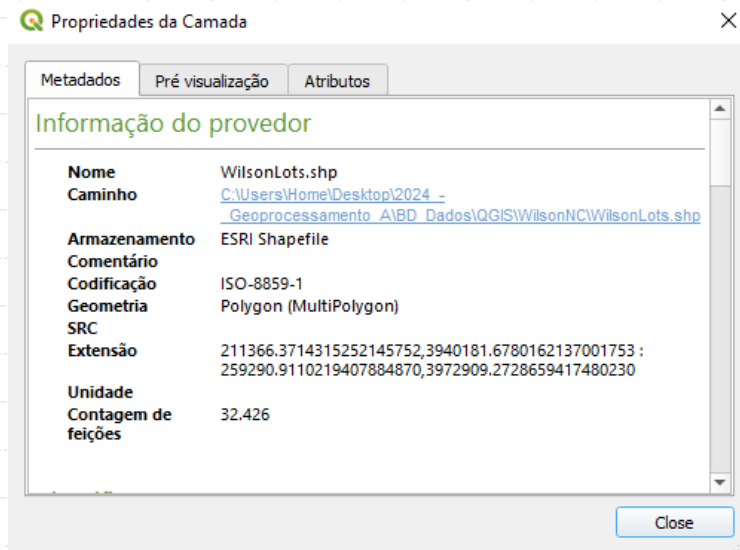 Propriedades da Camada
Metadados Pré visualização Atributos
Informação do provedor
Nome WilsonLots.shp
Caminho C:\Users\Home\Desktop\2024_-
_Geoprocessamento_A\BD_Dados\QGIS\WilsonNC\WilsonLots.shp
Armazenamento ESRI Shapefile
Comentário
Codificação ISO-8859-1
Geometria Polygon (MultiPolygon)
SRC
Extensão 211366.3714315252145752,3940181.6780162137001753 :
259290.9110219407884870,3972909.2728659417480230
Unidade
Contagem de 32.426
feições
Close